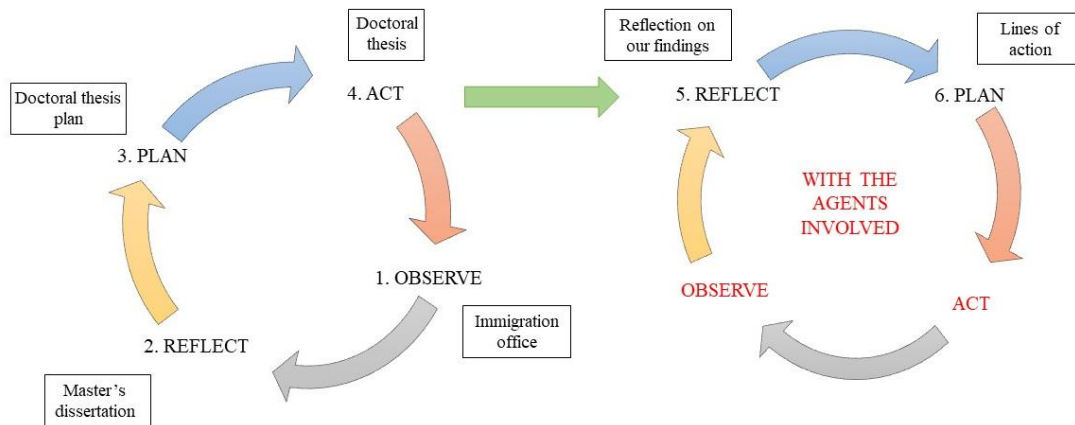 Doctoral
thesis
Reflection on
our findings
Lines of
action
Doctoral thesis
plan
4. ACT
5. REFLECT
6. PLAN
3. PLAN
WITH THE
AGENTS
INVOLVED
1. OBSERVE
OBSERVE
ACT
Immigration
office
2. REFLECT
Master’s
dissertation